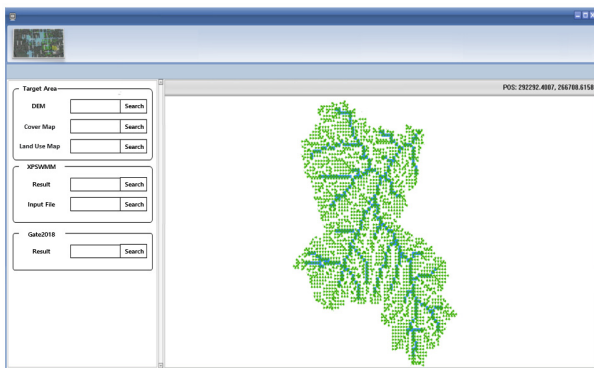 POS: 292292.4007, 266708.6158
Target Area
DEM Search
Cover Map Search
Land Use Map Search
XPSWMM
Result Search
Input File Search
Gate2018
Result Search